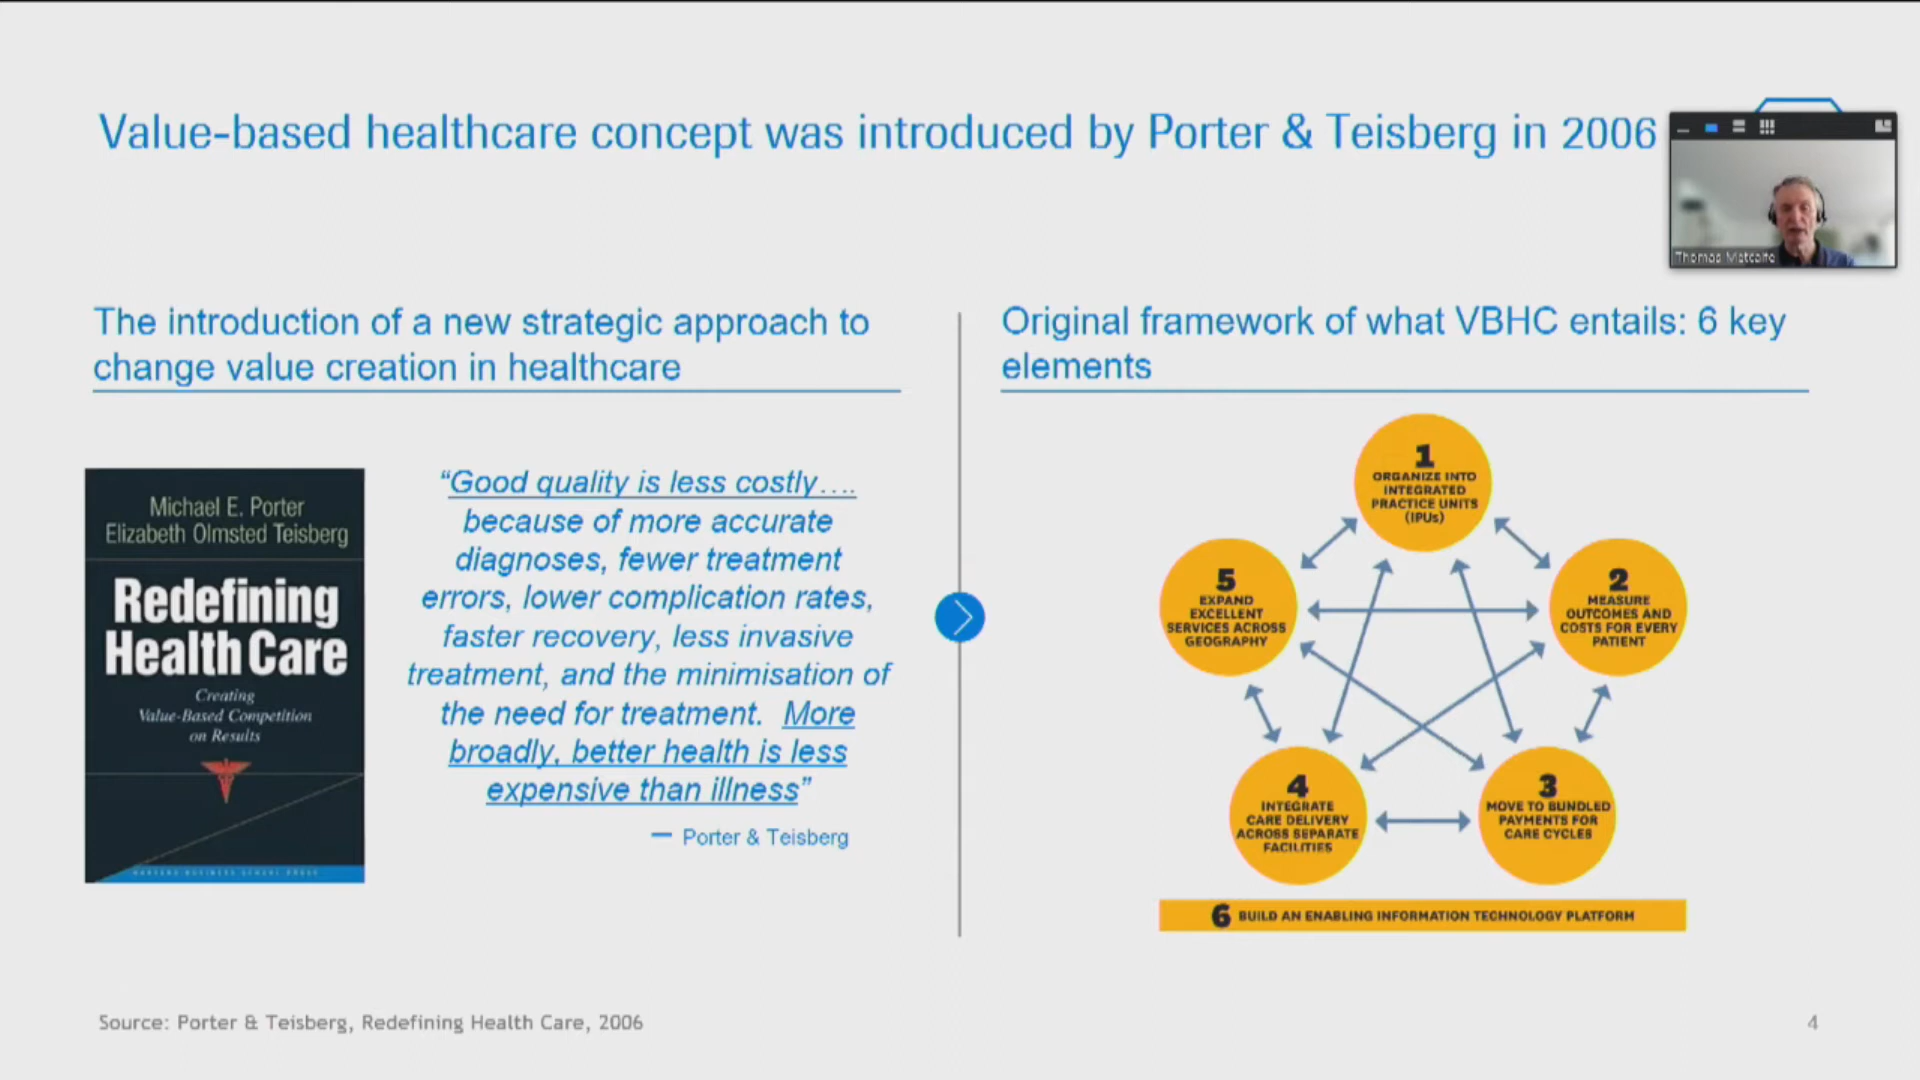 Value-based healthcare concept was introduced by Porter & Teisberg in 2006
Thomas Metcalfe
The introduction of a new strategic approach to
change value creation in healthcare
Michael E. Porter
Elizabeth Olmsted Teisberg
Redefining
Health Care
Creating
Value-Based Competition
on Results
HARVARD BUSINESS SCHOOL PRESS
“Good quality is less costly….
because of more accurate
diagnoses, fewer treatment
errors, lower complication rates,
faster recovery, less invasive
treatment, and the minimisation of
the need for treatment. More
broadly, better health is less
expensive than illness”
— Porter & Teisberg
Original framework of what VBHC entails: 6 key
elements
1
ORGANIZE INTO
INTEGRATED
PRACTICE UNITS
(IPUs)
2
MEASURE
OUTCOMES AND
COSTS FOR EVERY
PATIENT
3
MOVE TO BUNDLED
PAYMENTS FOR
CARE CYCLES
4
INTEGRATE
CARE DELIVERY
ACROSS SEPARATE
FACILITIES
5
EXPAND
EXCELLENT
SERVICES ACROSS
GEOGRAPHY
6 BUILD AN ENABLING INFORMATION TECHNOLOGY PLATFORM
Source: Porter & Teisberg, Redefining Health Care, 2006
4